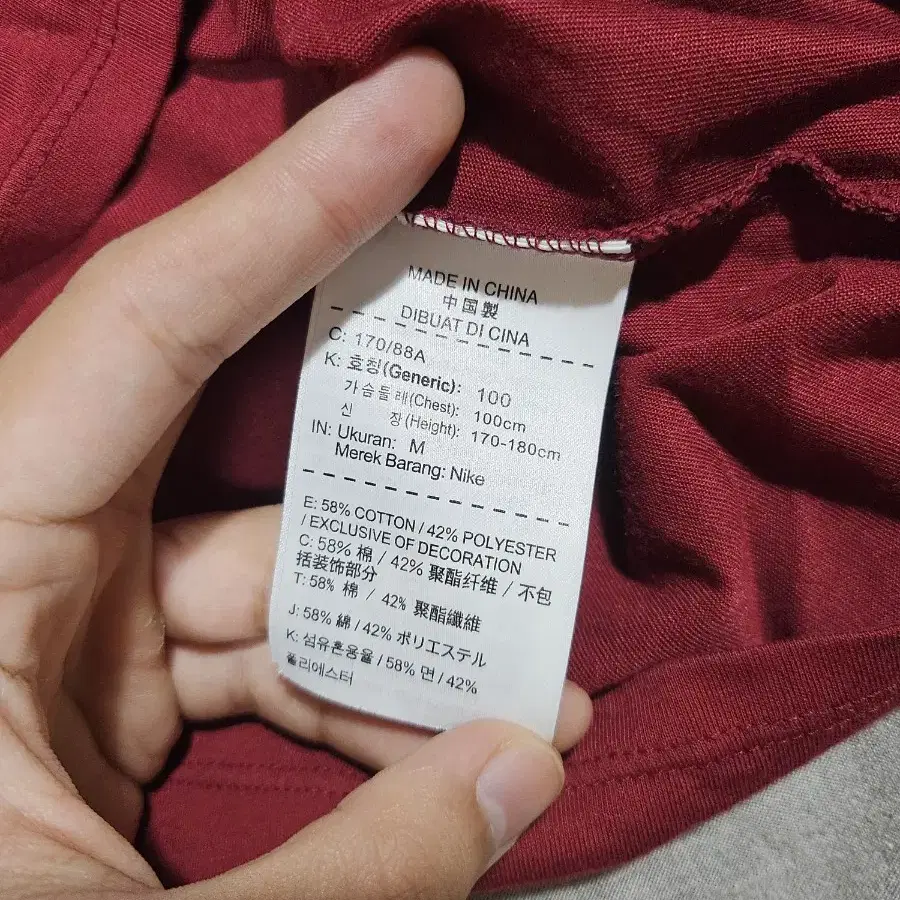 MADE IN CHINA
中国製
DIBUAT DI CINA
C: 170/88A
K: 호칭(Generic): 100
가슴둘레(Chest): 100cm
신 장(Height): 170-180cm
IN: Ukuran: M
Merek Barang: Nike
E: 58% COTTON / 42% POLYESTER
/ EXCLUSIVE OF DECORATION
C: 58% 棉 / 42% 聚酯纤维 / 不包
括装饰部分
T: 58% 棉 / 42% 聚酯纖維
J: 58% 綿 / 42% ポリエステル
K: 섬유혼용율 / 58% 면 / 42%
폴리에스터